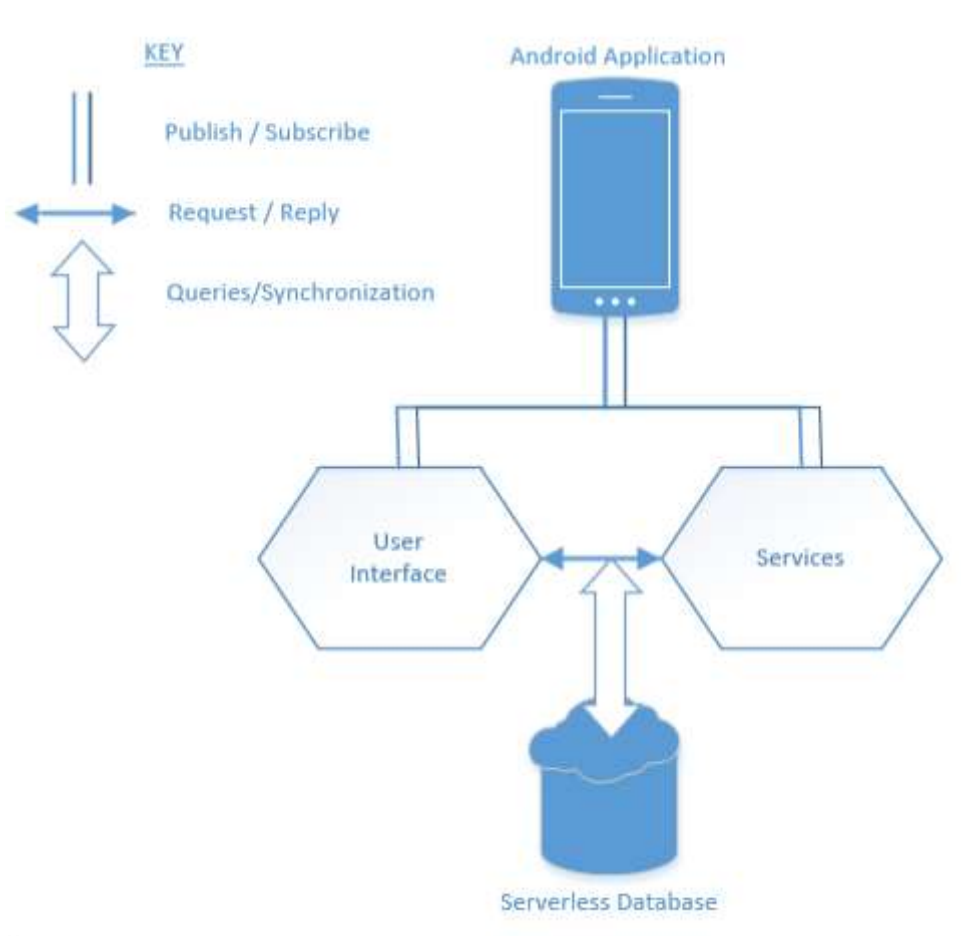 KEY
Publish / Subscribe
Request / Reply
Queries/Synchronization
Android Application
User
Interface
Services
Serverless Database